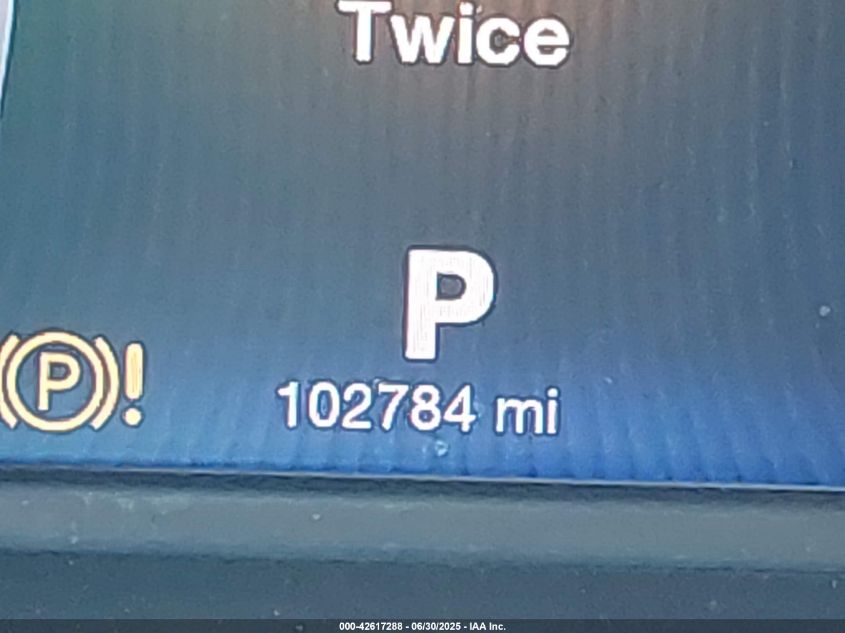 Twice
P
(P)!
102784 mi
000-42617288 - 06/30/2025 - IAA Inc.